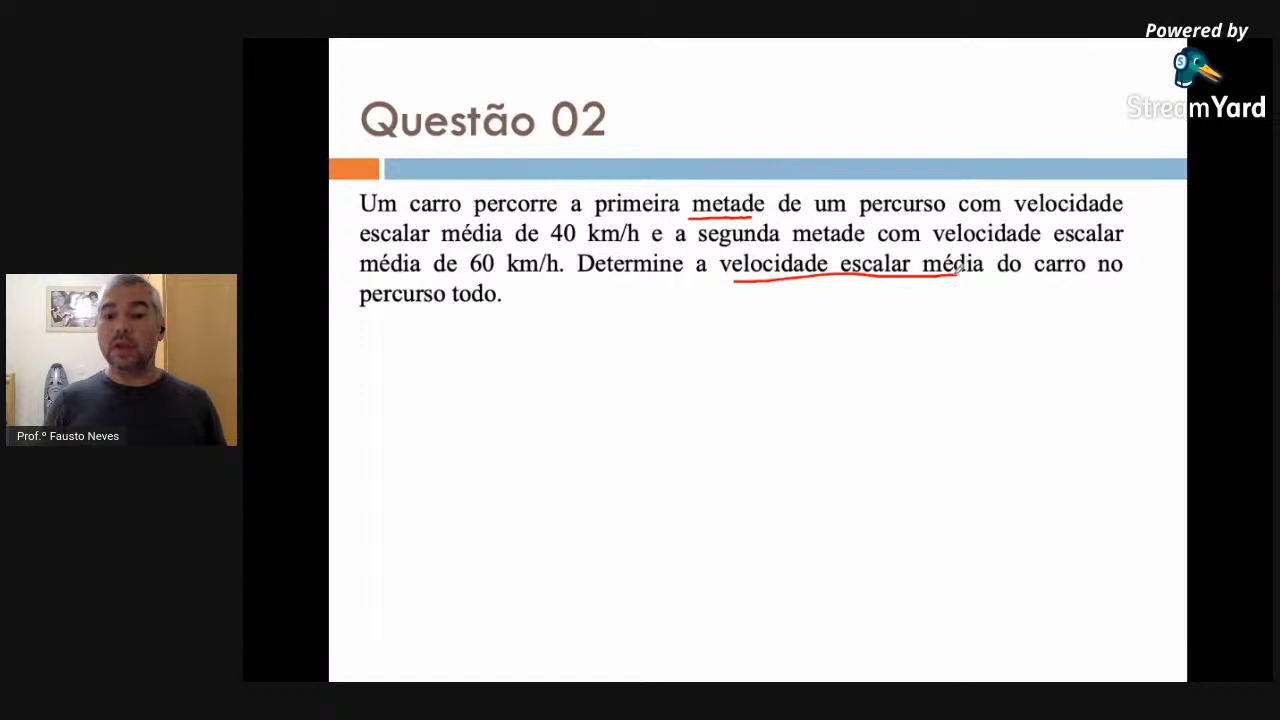 Powered by
StreamYard
Questão 02
Um carro percorre a primeira metade de um percurso com velocidade
escalar média de 40 km/h e a segunda metade com velocidade escalar
média de 60 km/h. Determine a velocidade escalar média do carro no
percurso todo.
Prof.º Fausto Neves